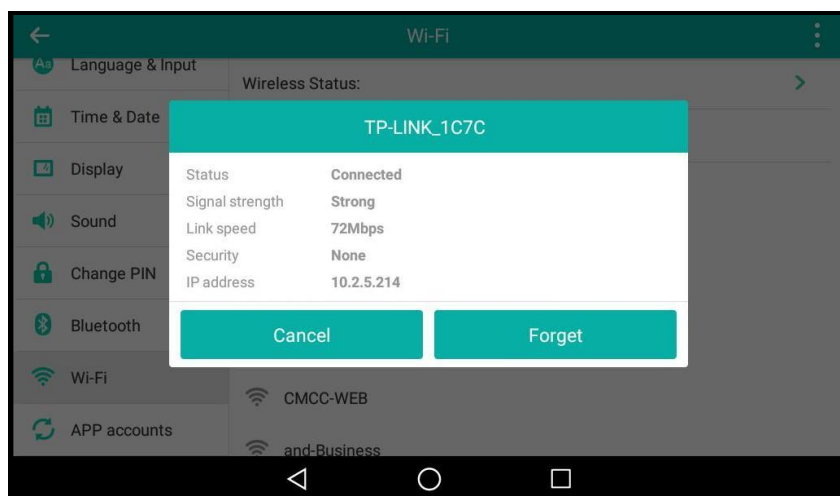 Wi-Fi
Aa
Language & Input
Time & Date
Display
Sound
Change PIN
Bluetooth
Wi-Fi
APP accounts
Wireless Status:
TP-LINK_1C7C
Status Connected
Signal strength Strong
Link speed 72Mbps
Security None
IP address 10.2.5.214
Cancel Forget
CMCC-WEB
and-Business